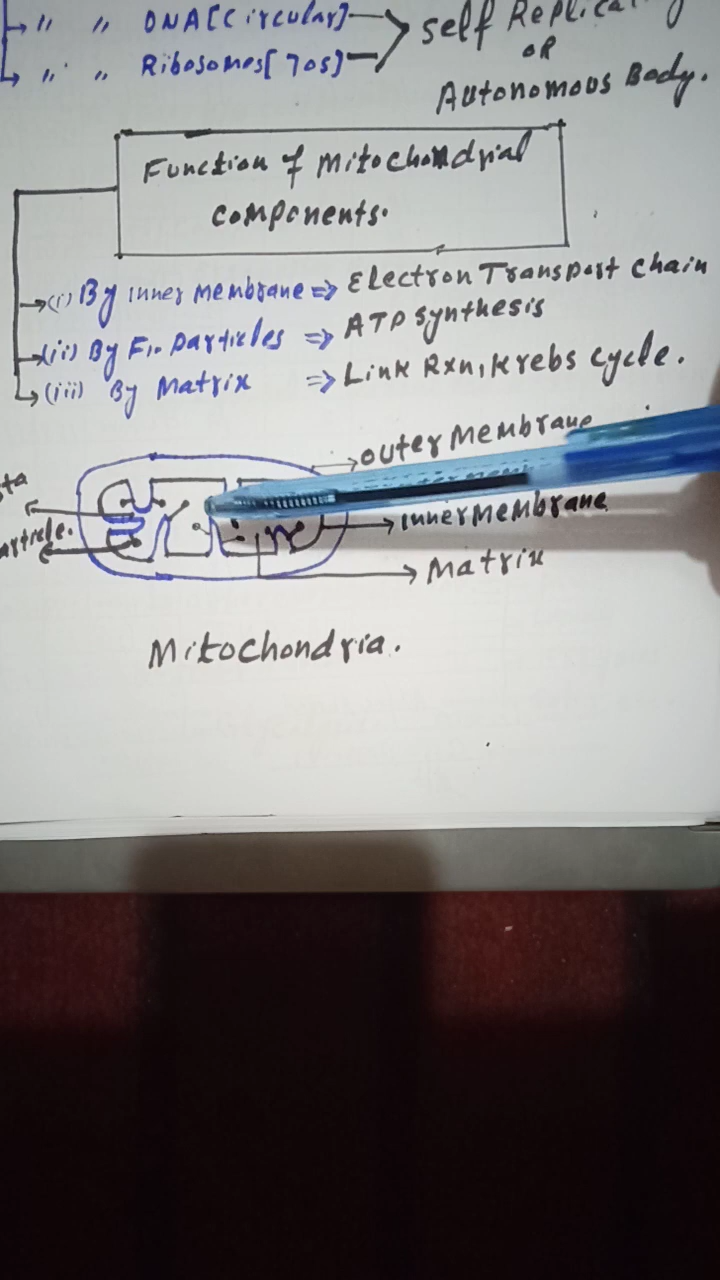 " " DNA[Circular]
self Replica
" " Ribosomes[70s]
OR
Autonomous Body.
Function of Mitochondrial
components.
(i) By Inner Membrane ⇒ Electron Transport Chain
(ii) By F₁. Particles ⇒ ATP synthesis
(iii) By Matrix ⇒ Link Rxn, Krebs cycle.
outer Membrane
sta
inner membrane
article.
Matrix
Mitochondria.